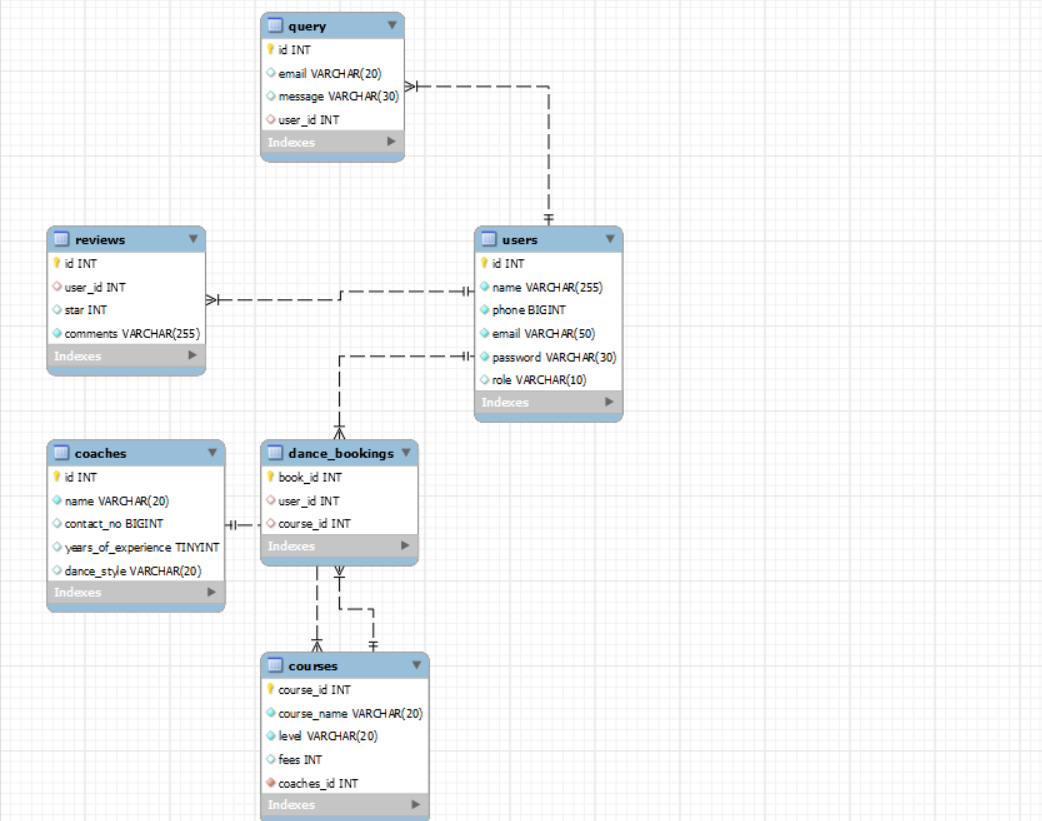 query
id INT
email VARCHAR(20)
message VARCHAR(30)
user_id INT
Indexes
reviews
id INT
user_id INT
star INT
comments VARCHAR(255)
Indexes
users
id INT
name VARCHAR(255)
phone BIGINT
email VARCHAR(50)
password VARCHAR(30)
role VARCHAR(10)
Indexes
coaches
id INT
name VARCHAR(20)
contact_no BIGINT
years_of_experience TINYINT
dance_style VARCHAR(20)
Indexes
dance_bookings
book_id INT
user_id INT
course_id INT
Indexes
courses
course_id INT
course_name VARCHAR(20)
level VARCHAR(20)
fees INT
coaches_id INT
Indexes